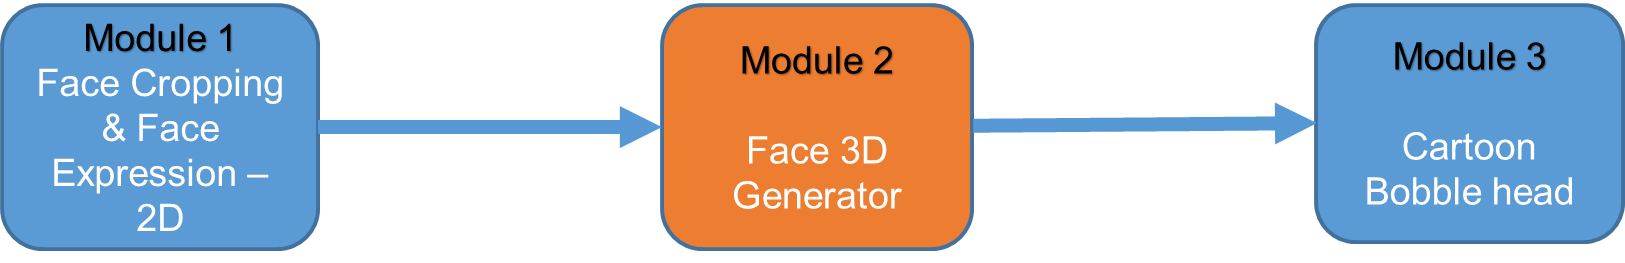 Module 1
Face Cropping
& Face
Expression –
2D
Module 2
Face 3D
Generator
Module 3
Cartoon
Bobble head